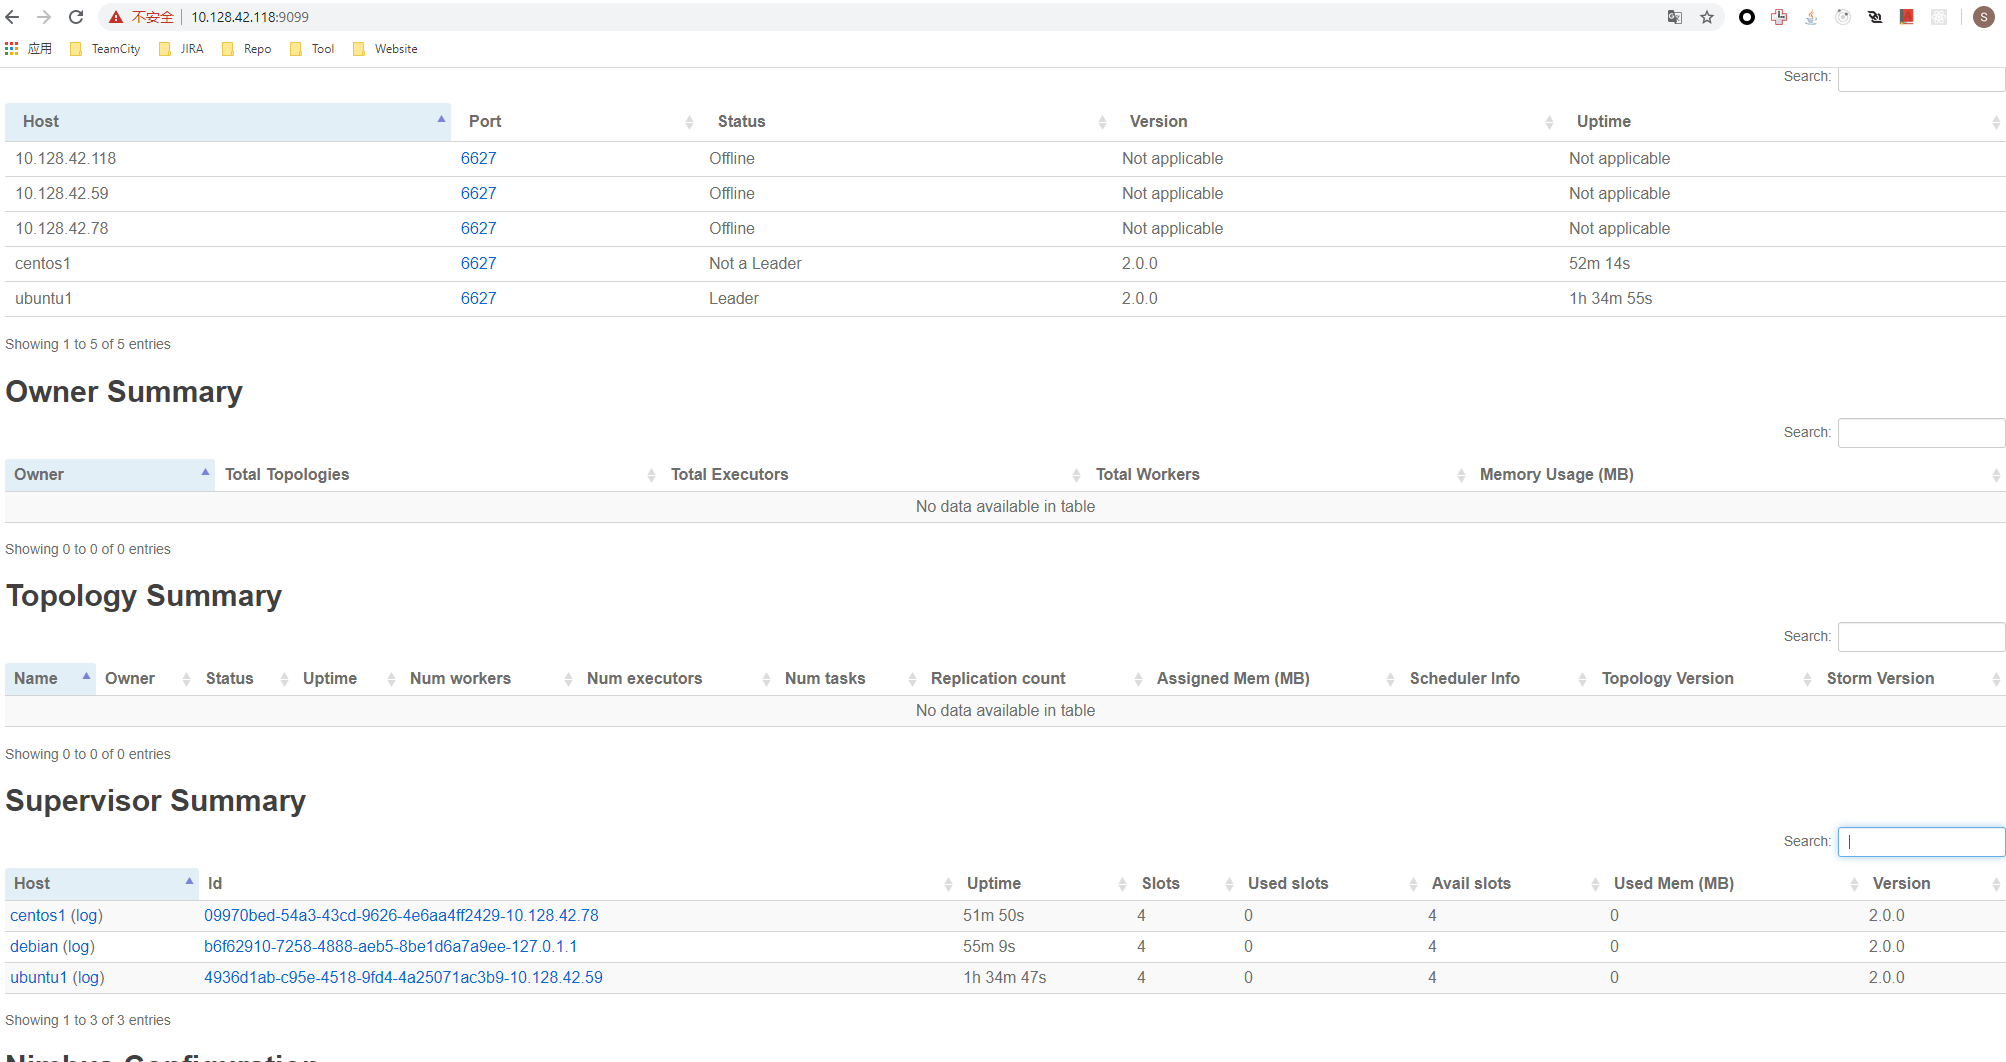 不安全 10.128.42.118:9099 S
应用 TeamCity JIRA Repo Tool Website
Search:
Host Port Status Version Uptime
10.128.42.118 6627 Offline Not applicable Not applicable
10.128.42.59 6627 Offline Not applicable Not applicable
10.128.42.78 6627 Offline Not applicable Not applicable
centos1 6627 Not a Leader 2.0.0 52m 14s
ubuntu1 6627 Leader 2.0.0 1h 34m 55s
Showing 1 to 5 of 5 entries
Owner Summary
Search:
Owner Total Topologies Total Executors Total Workers Memory Usage (MB)
No data available in table
Showing 0 to 0 of 0 entries
Topology Summary
Search:
Name Owner Status Uptime Num workers Num executors Num tasks Replication count Assigned Mem (MB) Scheduler Info Topology Version Storm Version
No data available in table
Showing 0 to 0 of 0 entries
Supervisor Summary
Search:
Host Id Uptime Slots Used slots Avail slots Used Mem (MB) Version
centos1 (log) 09970bed-54a3-43cd-9626-4e6aa4ff2429-10.128.42.78 51m 50s 4 0 4 0 2.0.0
debian (log) b6f62910-7258-4888-aeb5-8be1d6a7a9ee-127.0.1.1 55m 9s 4 0 4 0 2.0.0
ubuntu1 (log) 4936d1ab-c95e-4518-9fd4-4a25071ac3b9-10.128.42.59 1h 34m 47s 4 0 4 0 2.0.0
Showing 1 to 3 of 3 entries
Nimbus Configuration